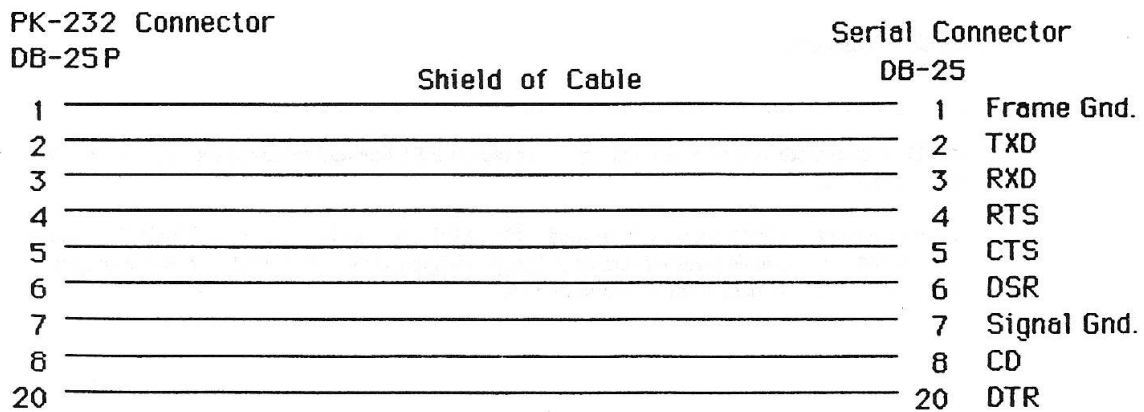 PK-232 Connector
Serial Connector
DB-25P
DB-25
Shield of Cable
1 1 Frame Gnd.
2 2 TXD
3 3 RXD
4 4 RTS
5 5 CTS
6 6 DSR
7 7 Signal Gnd.
8 8 CD
20 20 DTR